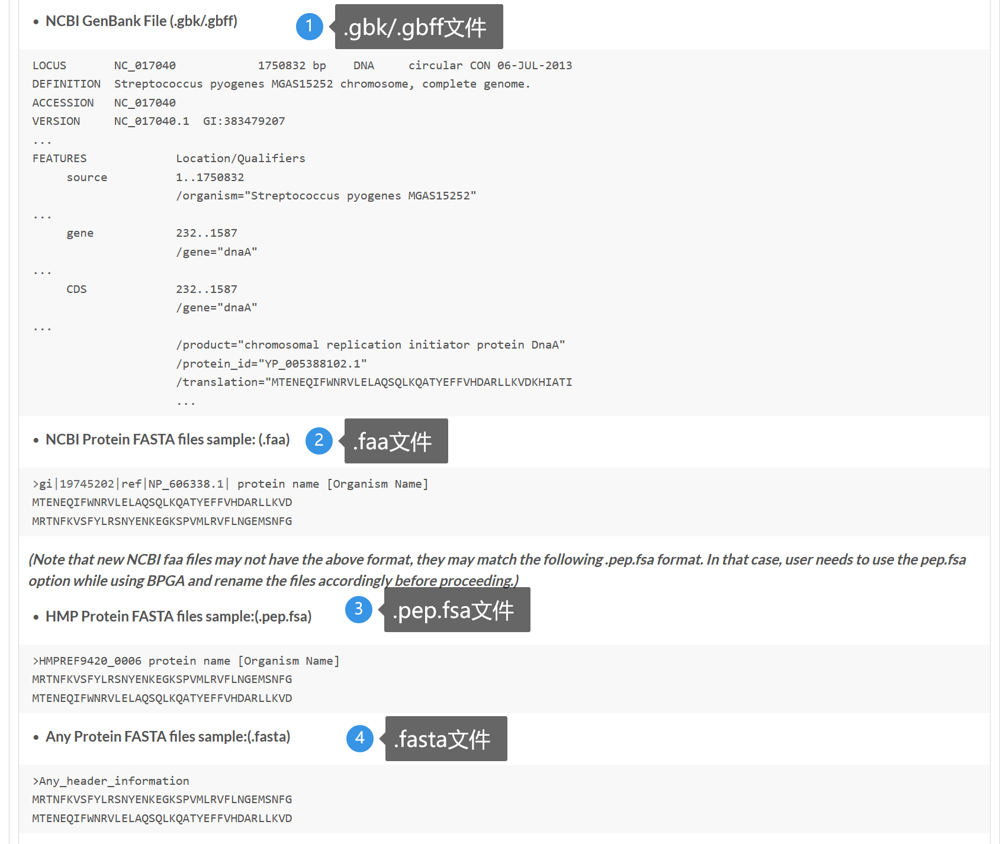 • NCBI GenBank File (.gbk/.gbff)
1 .gbk/.gbff文件
LOCUS       NC_017040            1750832 bp    DNA     circular CON 06-JUL-2013
DEFINITION  Streptococcus pyogenes MGAS15252 chromosome, complete genome.
ACCESSION   NC_017040
VERSION     NC_017040.1  GI:383479207
...
FEATURES             Location/Qualifiers
     source          1..1750832
                     /organism="Streptococcus pyogenes MGAS15252"
...
     gene            232..1587
                     /gene="dnaA"
...
     CDS             232..1587
                     /gene="dnaA"
...
                     /product="chromosomal replication initiator protein DnaA"
                     /protein_id="YP_005388102.1"
                     /translation="MTENEQIFWNRVLELAQSQLKQATYEFFVHDARLLKVDKHIATI
                     ...
• NCBI Protein FASTA files sample: (.faa)
2 .faa文件
>gi|19745202|ref|NP_606338.1| protein name [Organism Name]
MTENEQIFWNRVLELAQSQLKQATYEFFVHDARLLKVD
MRTNFKVSFYLRSNYENKEGKSPVMLRVFLNGEMSNFG
(Note that new NCBI faa files may not have the above format, they may match the following .pep.fsa format. In that case, user needs to use the pep.fsa
option while using BPGA and rename the files accordingly before proceeding.)
• HMP Protein FASTA files sample:(.pep.fsa)
3 .pep.fsa文件
>HMPREF9420_0006 protein name [Organism Name]
MRTNFKVSFYLRSNYENKEGKSPVMLRVFLNGEMSNFG
MTENEQIFWNRVLELAQSQLKQATYEFFVHDARLLKVD
• Any Protein FASTA files sample:(.fasta)
4 .fasta文件
>Any_header_information
MRTNFKVSFYLRSNYENKEGKSPVMLRVFLNGEMSNFG
MTENEQIFWNRVLELAQSQLKQATYEFFVHDARLLKVD